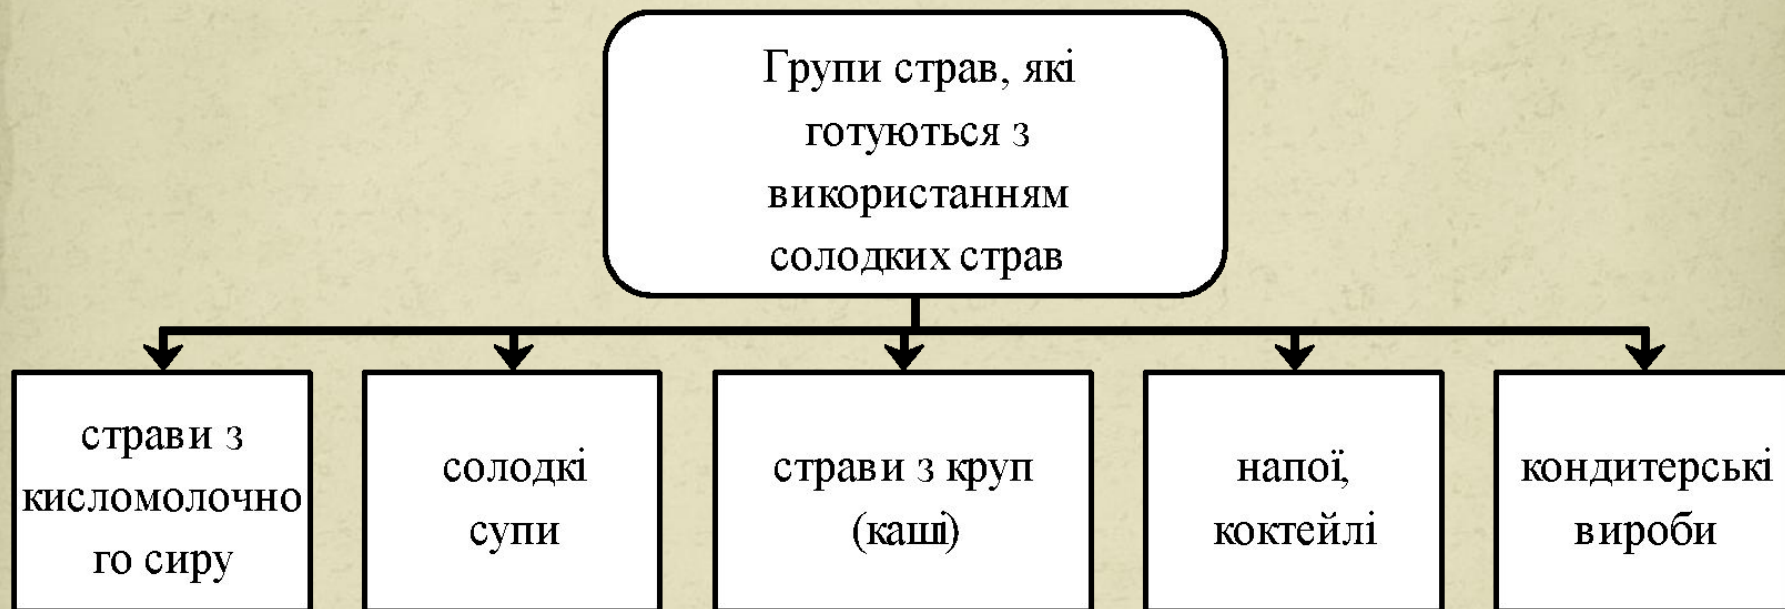 Групи страв, які
готуються з
використанням
солодких страв
страви з
кисломолочно
го сиру
солодкі
супи
страви з круп
(каші)
напої,
коктейлі
кондитерські
вироби